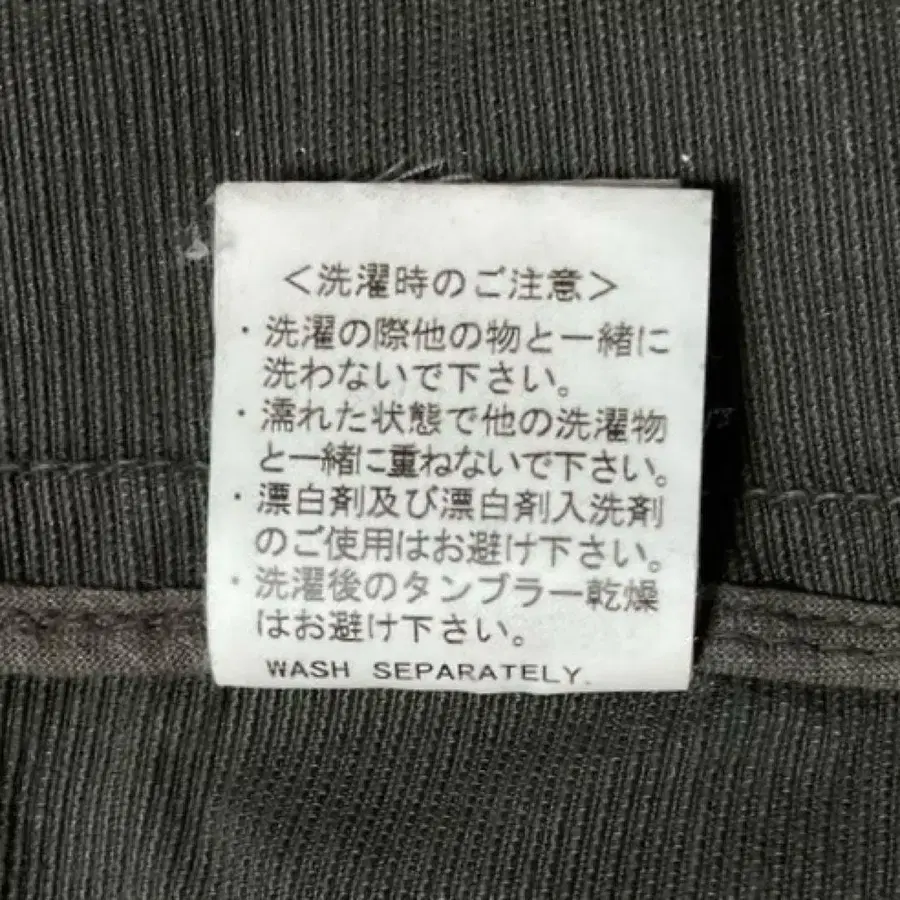 <洗濯時のご注意>
・洗濯の際他の物と一緒に
洗わないで下さい。
・濡れた状態で他の洗濯物
と一緒に重ねないで下さい。
・漂白剤及び漂白剤入洗剤
のご使用はお避け下さい。
・洗濯後のタンブラー乾燥
はお避け下さい。
WASH SEPARATELY.